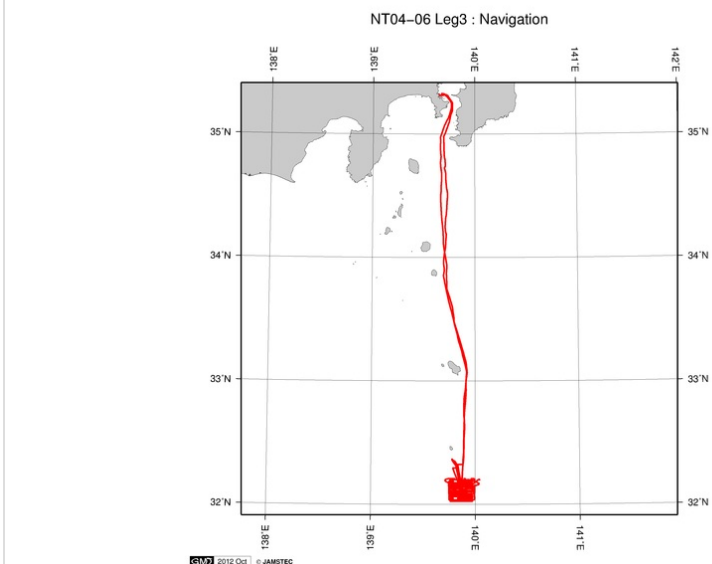 NT04−06 Leg3 : Navigation
138˚E 139˚E 140˚E 141˚E 142˚E
35˚N 35˚N
34˚N 34˚N
33˚N 33˚N
32˚N 32˚N
138˚E 139˚E 140˚E 141˚E
GMD 2012 Oct © JAMSTEC